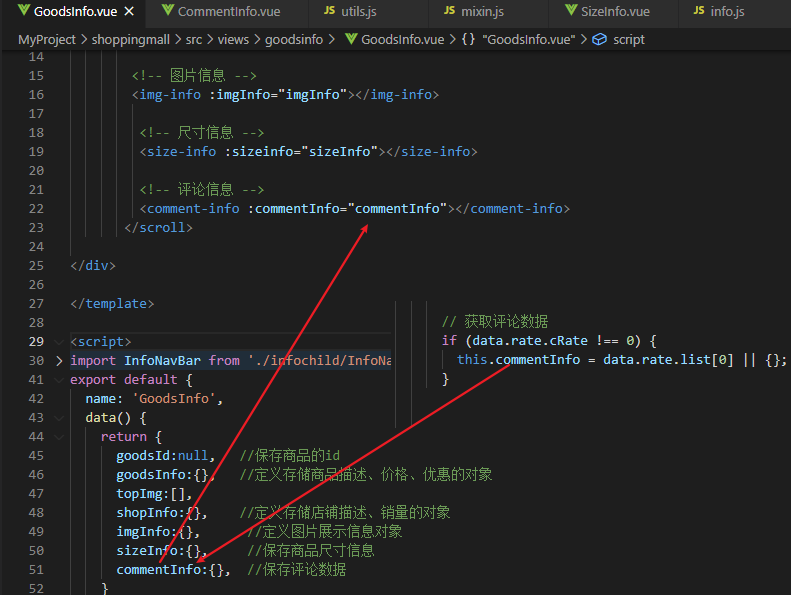 GoodsInfo.vue ✕ CommentInfo.vue JS utils.js JS mixin.js SizeInfo.vue JS info.js
MyProject > shoppingmall > src > views > goodsinfo > GoodsInfo.vue > {} "GoodsInfo.vue" > script
14
15 <!-- 图片信息 -->
16 <img-info :imgInfo="imgInfo"></img-info>
17
18 <!-- 尺寸信息 -->
19 <size-info :sizeinfo="sizeInfo"></size-info>
20
21 <!-- 评论信息 -->
22 <comment-info :commentInfo="commentInfo"></comment-info>
23 </scroll>
24
25 </div>
26
27 </template>
28
29 <script>
30 import InfoNavBar from './infochild/InfoNa
41 export default {
42 name: 'GoodsInfo',
43 data() {
44 return {
45 goodsId:null, //保存商品的id
46 goodsInfo:{}, //定义存储商品描述、价格、优惠的对象
47 topImg:[],
48 shopInfo:{}, //定义存储店铺描述、销量的对象
49 imgInfo:{}, //定义图片展示信息对象
50 sizeInfo:{}, //保存商品尺寸信息
51 commentInfo:{}, //保存评论数据
52 }
// 获取评论数据
if (data.rate.cRate !== 0) {
this.commentInfo = data.rate.list[0] || {};
}